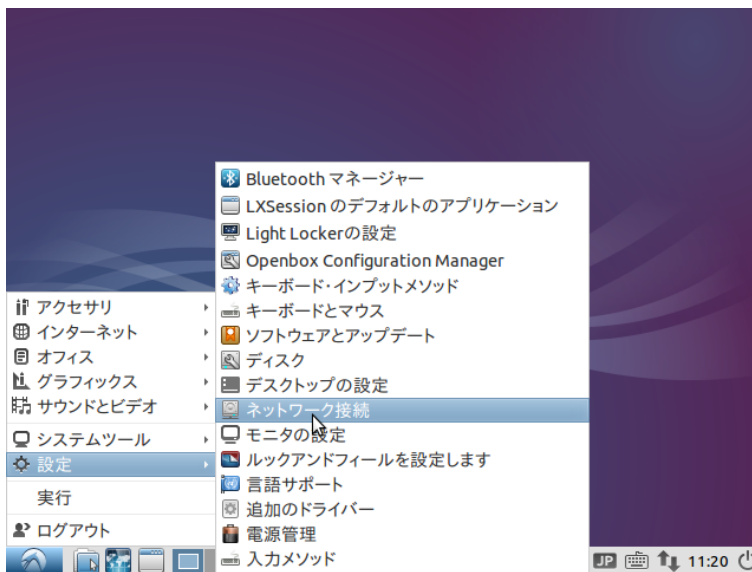 Bluetooth マネージャー
LXSession のデフォルトのアプリケーション
Light Lockerの設定
Openbox Configuration Manager
キーボード・インプットメソッド
キーボードとマウス
ソフトウェアとアップデート
ディスク
デスクトップの設定
ネットワーク接続
モニタの設定
ルックアンドフィールを設定します
言語サポート
追加のドライバー
電源管理
入力メソッド
アクセサリ
インターネット
オフィス
グラフィックス
サウンドとビデオ
システムツール
設定
実行
ログアウト
JP 11:20